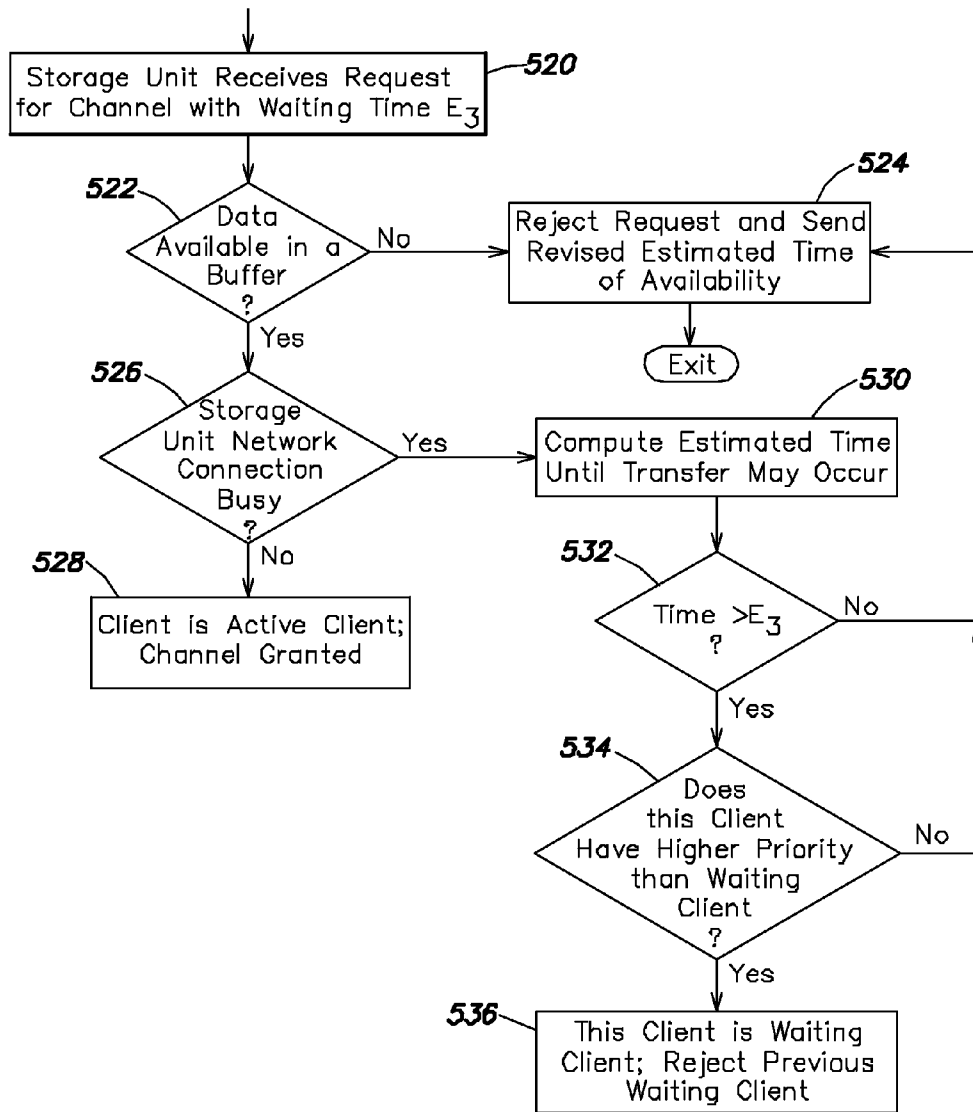 520
Storage Unit Receives Request
for Channel with Waiting Time E3
522
Data
Available in a
Buffer
?
No
Yes
524
Reject Request and Send
Revised Estimated Time
of Availability
Exit
526
Storage
Unit Network
Connection
Busy
?
Yes
No
528
Client is Active Client;
Channel Granted
530
Compute Estimated Time
Until Transfer May Occur
532
Time >E3
?
No
Yes
534
Does
this Client
Have Higher Priority
than Waiting
Client
?
No
Yes
536
This Client is Waiting
Client; Reject Previous
Waiting Client